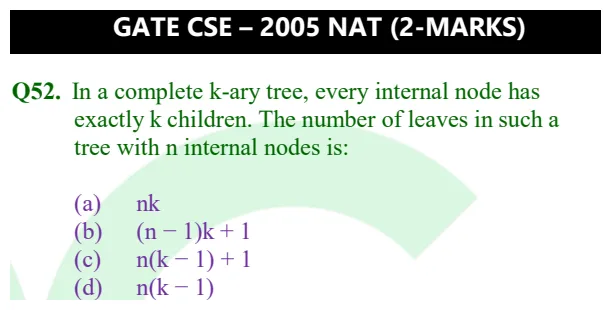 GATE CSE – 2005 NAT (2-MARKS)
Q52. In a complete k-ary tree, every internal node has
exactly k children. The number of leaves in such a
tree with n internal nodes is:
(a) nk
(b) (n − 1)k + 1
(c) n(k − 1) + 1
(d) n(k − 1)